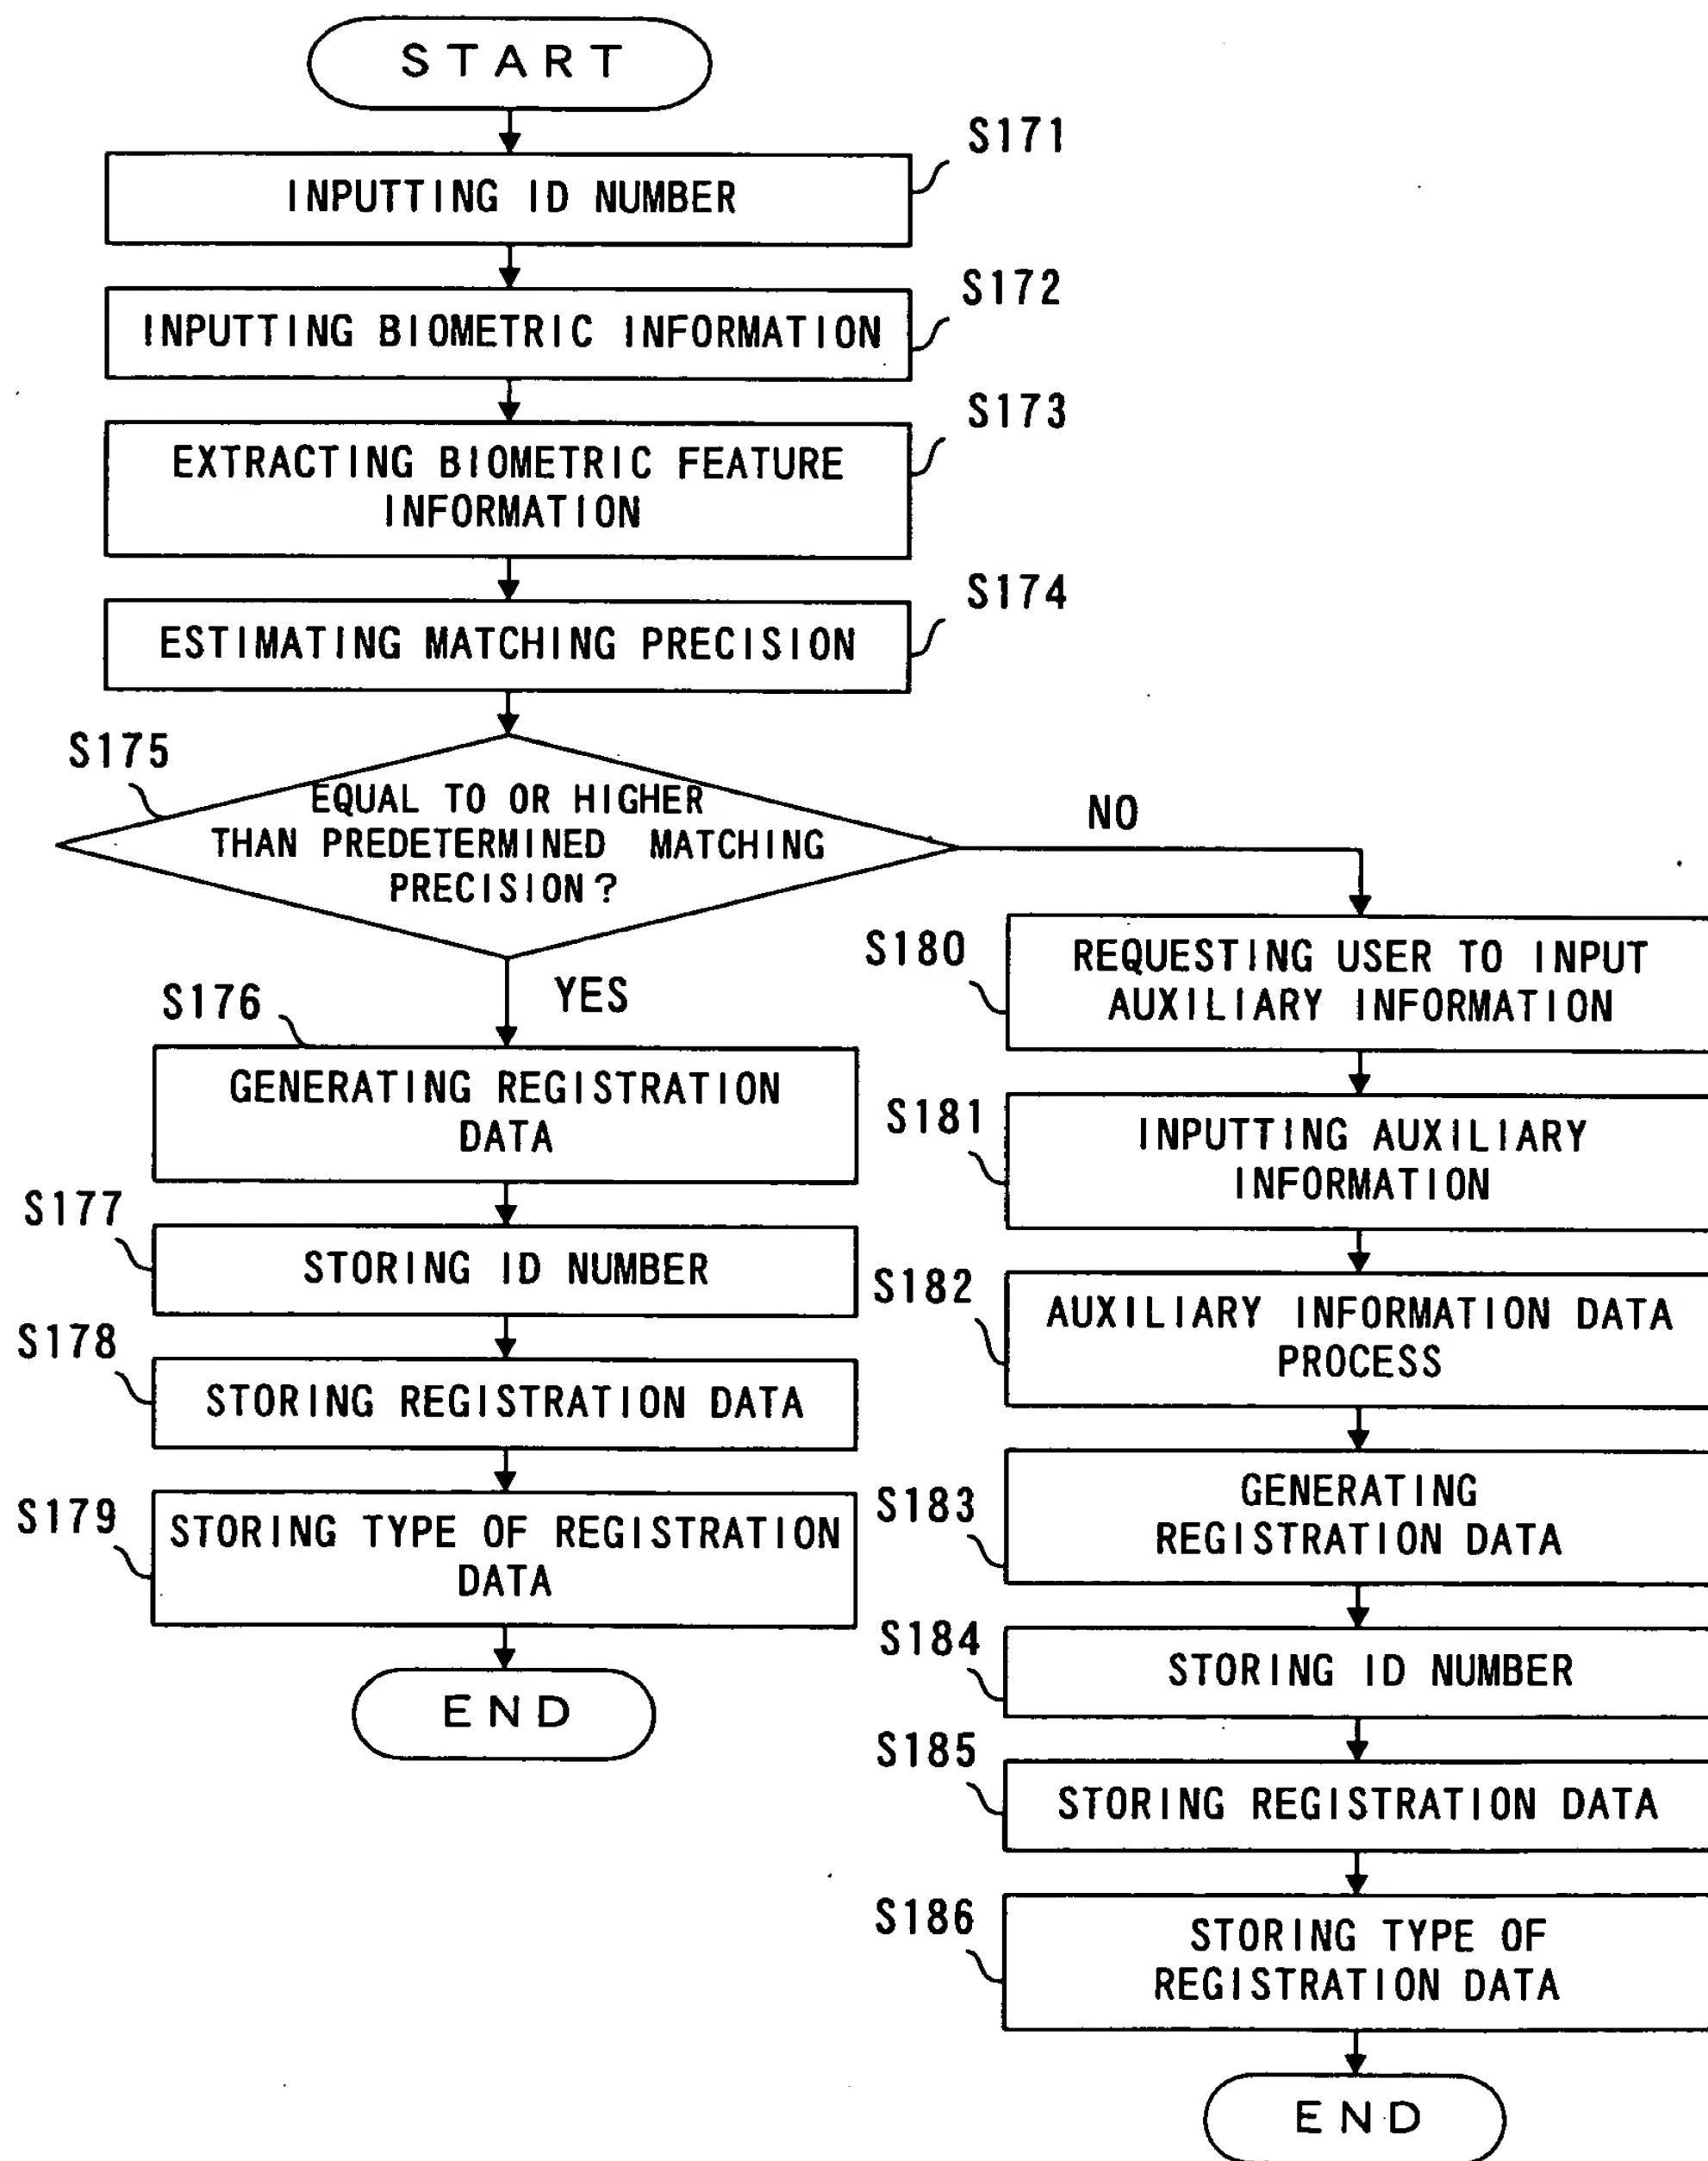 START
S171
INPUTTING ID NUMBER
S172
INPUTTING BIOMETRIC INFORMATION
S173
EXTRACTING BIOMETRIC FEATURE
INFORMATION
S174
ESTIMATING MATCHING PRECISION
S175
EQUAL TO OR HIGHER
THAN PREDETERMINED MATCHING
PRECISION?
NO
YES
S176
GENERATING REGISTRATION
DATA
S177
STORING ID NUMBER
S178
STORING REGISTRATION DATA
S179
STORING TYPE OF REGISTRATION
DATA
END
S180
REQUESTING USER TO INPUT
AUXILIARY INFORMATION
S181
INPUTTING AUXILIARY
INFORMATION
S182
AUXILIARY INFORMATION DATA
PROCESS
S183
GENERATING
REGISTRATION DATA
S184
STORING ID NUMBER
S185
STORING REGISTRATION DATA
S186
STORING TYPE OF
REGISTRATION DATA
END